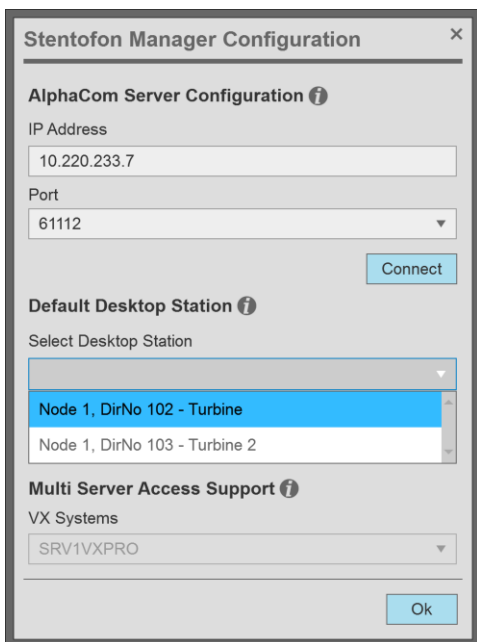 Stentofon Manager Configuration
AlphaCom Server Configuration
IP Address
10.220.233.7
Port
61112
Connect
Default Desktop Station
Select Desktop Station
Node 1, DirNo 102 - Turbine
Node 1, DirNo 103 - Turbine 2
Multi Server Access Support
VX Systems
SRV1VXPRO
Ok